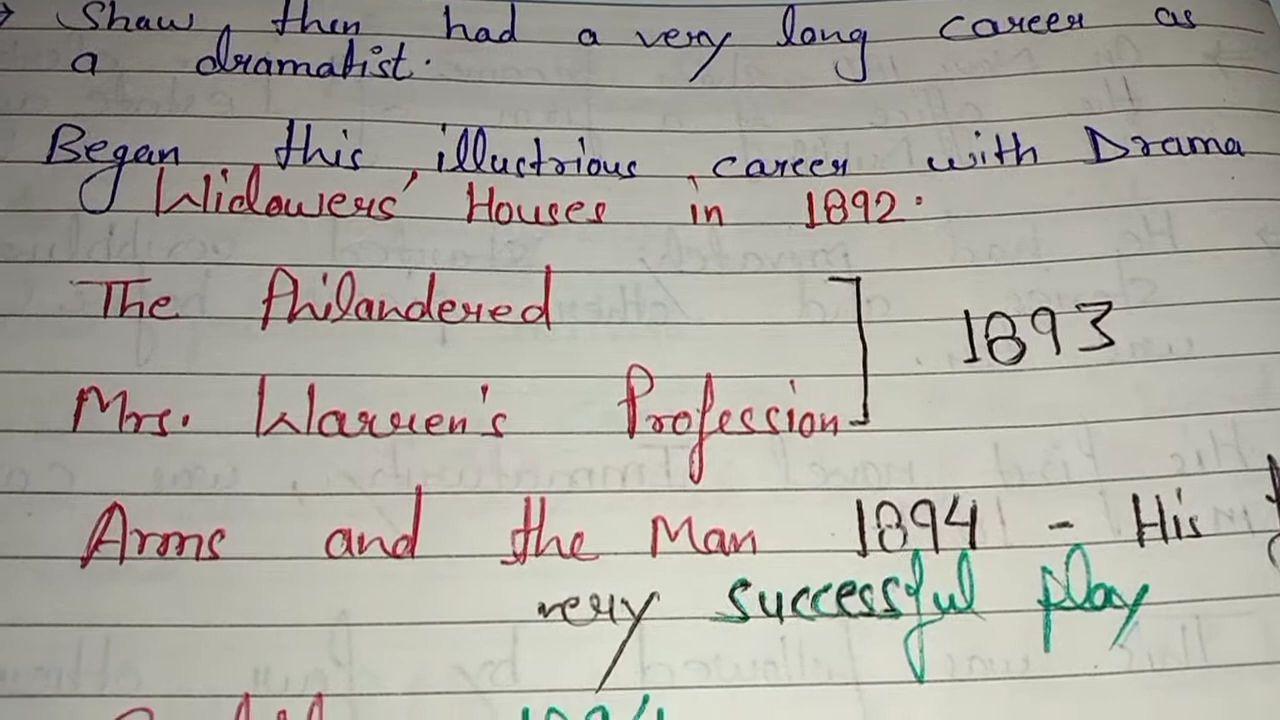 → Shaw then had a very long career as
a dramatist.
Began this illustrious career with Drama
Widowers' Houses in 1892.
The Philandered
Mrs. Warren's Profession
1893
Arms and the Man 1894 - His
very successful play